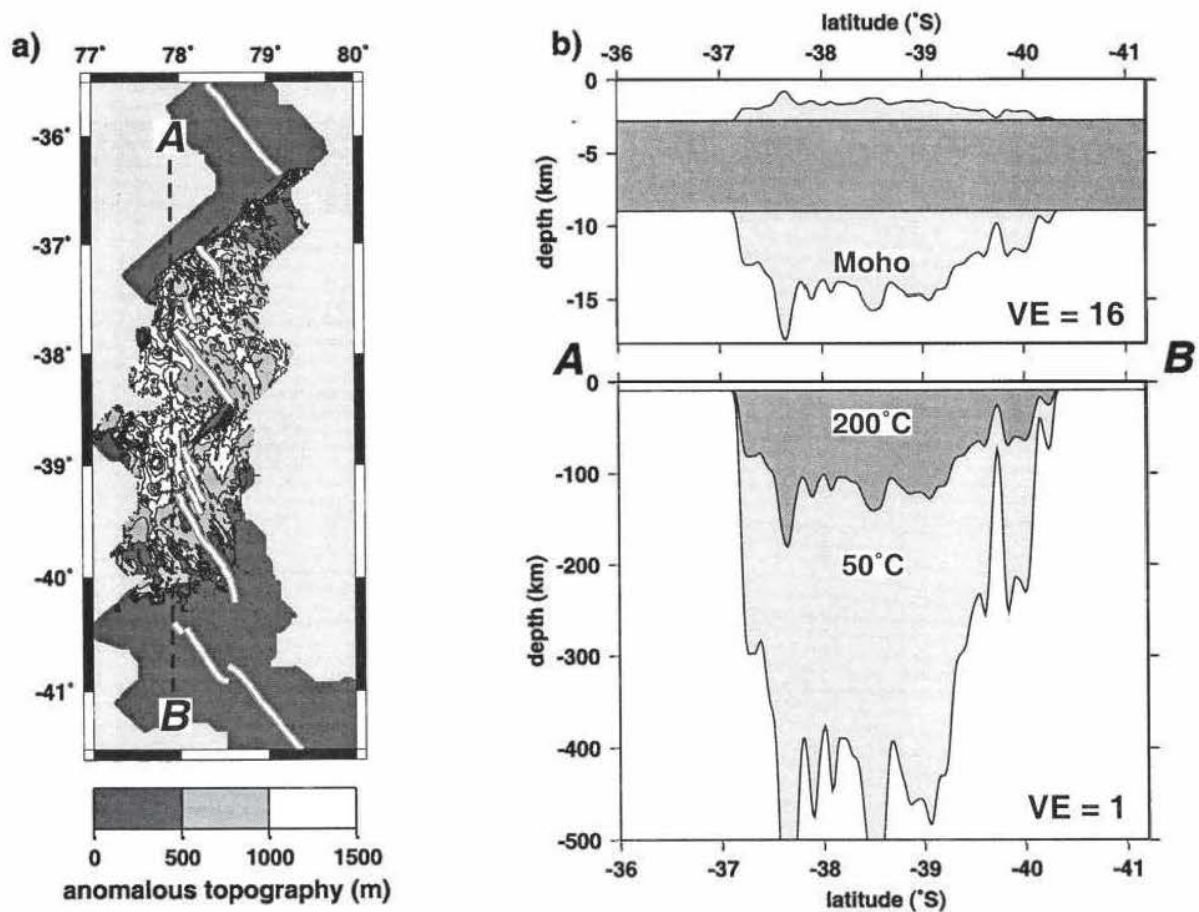 a)
77° 78° 79° 80°
-36°
-37°
-38°
-39°
-40°
-41°
A
B
0 500 1000 1500
anomalous topography (m)
b)
latitude (°S)
-36 -37 -38 -39 -40 -41
0
-5
-10
-15
depth (km)
Moho
VE = 16
A B
0
-100
-200
-300
-400
-500
depth (km)
200°C
50°C
VE = 1
-36 -37 -38 -39 -40 -41
latitude (°S)